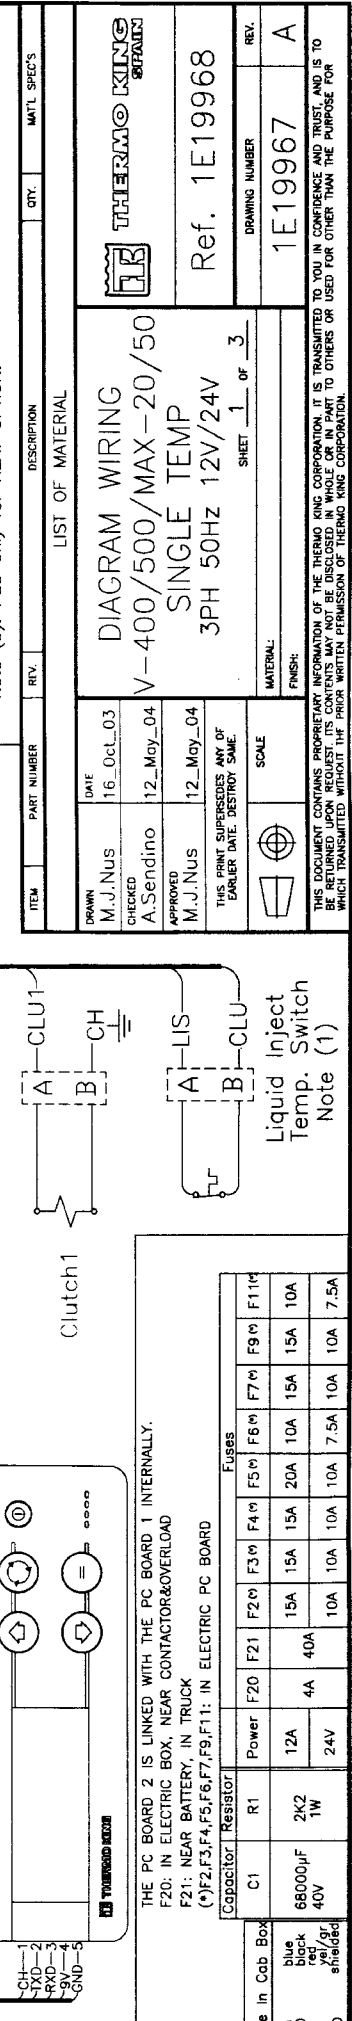 CH—1
TXD—2
RXD—3
9V—4
GND—5
THERMO KING
THE PC BOARD 2 IS LINKED WITH THE PC BOARD 1 INTERNALLY.
F20: IN ELECTRIC BOX, NEAR CONTACTOR&OVERLOAD
F21: NEAR BATTERY, IN TRUCK
(*)F2,F3,F4,F5,F6,F7,F9,F11: IN ELECTRIC PC BOARD
Capacitor Resistor Fuses
C1 R1 Power F20 F21 F2(*) F3(*) F4(*) F5(*) F6(*) F7(*) F9(*) F11(*)
68000µF 40V 2K2 1W 12A 4A 40A 15A 15A 15A 20A 10A 15A 15A 10A
24V 10A 10A 10A 10A 7.5A 10A 10A 7.5A
In Cab Box
blue
black
red
yel/gr
shielded
Clutch1
A CLU1
B CH
A LIS
B CLU
Liquid Inject
Temp. Switch
Note (1)
ITEM PART NUMBER REV. DESCRIPTION QTY. MAT'L SPEC'S
LIST OF MATERIAL
DRAWN DATE
M.J.Nus 16_Oct_03
CHECKED
A.Sendino 12_May_04
APPROVED
M.J.Nus 12_May_04
THIS PRINT SUPERSEDES ANY OF
EARLIER DATE. DESTROY SAME.
SCALE
DIAGRAM WIRING
V-400/500/MAX-20/50
SINGLE TEMP
3PH 50Hz 12V/24V
SHEET 1 OF 3
MATERIAL:
FINISH:
THERMO KING
SPAIN
Ref. 1E19968
DRAWING NUMBER REV.
1E19967 A
THIS DOCUMENT CONTAINS PROPRIETARY INFORMATION OF THE THERMO KING CORPORATION. IT IS TRANSMITTED TO YOU IN CONFIDENCE AND TRUST, AND IS TO
BE RETURNED UPON REQUEST. ITS CONTENTS MAY NOT BE DISCLOSED IN WHOLE OR IN PART TO OTHERS OR USED FOR OTHER THAN THE PURPOSE FOR
WHICH TRANSMITTED WITHOUT THE PRIOR WRITTEN PERMISSION OF THERMO KING CORPORATION.